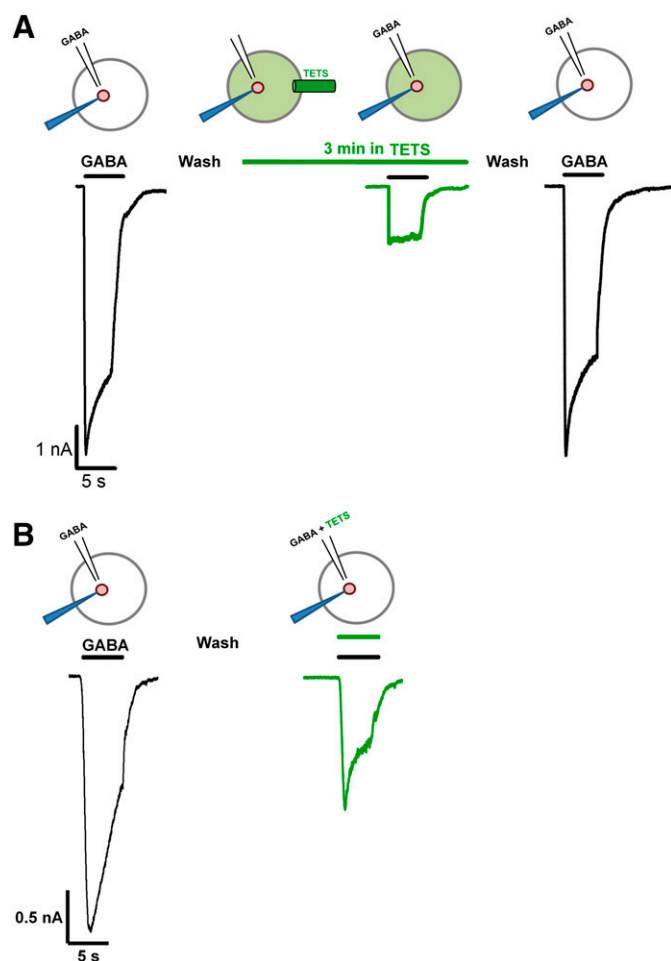 A
GABA
TETS
GABA
GABA
3 min in TETS
GABA
Wash
Wash
GABA
1 nA
5 s
B
GABA
GABA + TETS
GABA
Wash
0.5 nA
5 s